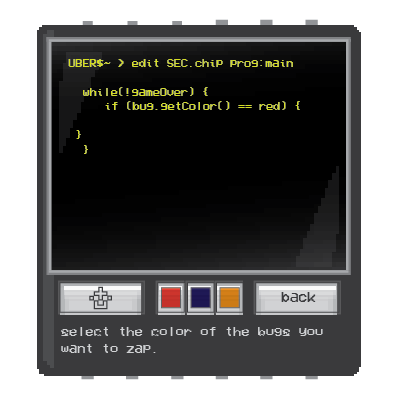 UBER$~ > edit SEC.chip Prog:main
while(!gameOver) {
if (bug.getColor() == red) {
}
}
back
select the color of the bugs you
want to zap.